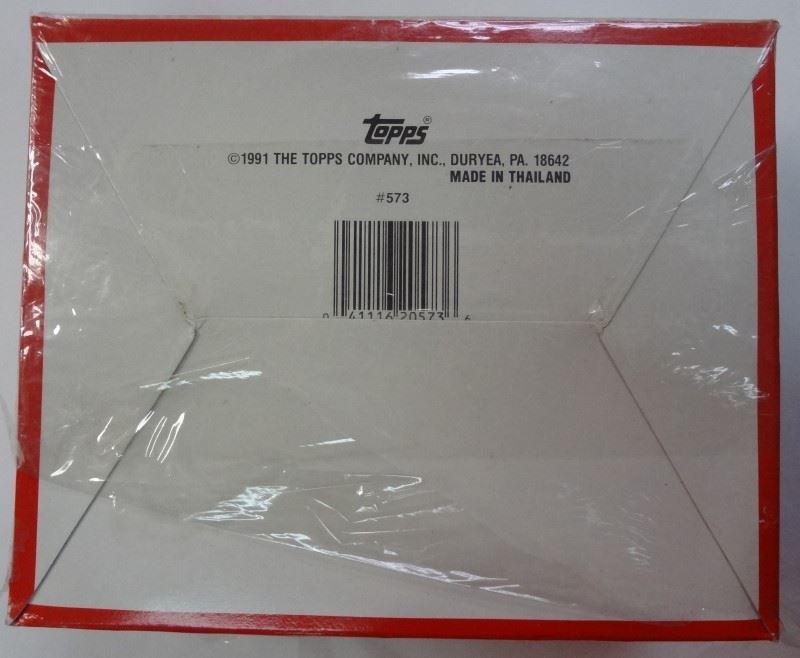 topps®
©1991 THE TOPPS COMPANY, INC., DURYEA, PA. 18642
MADE IN THAILAND
#573
0 41116 20573 6